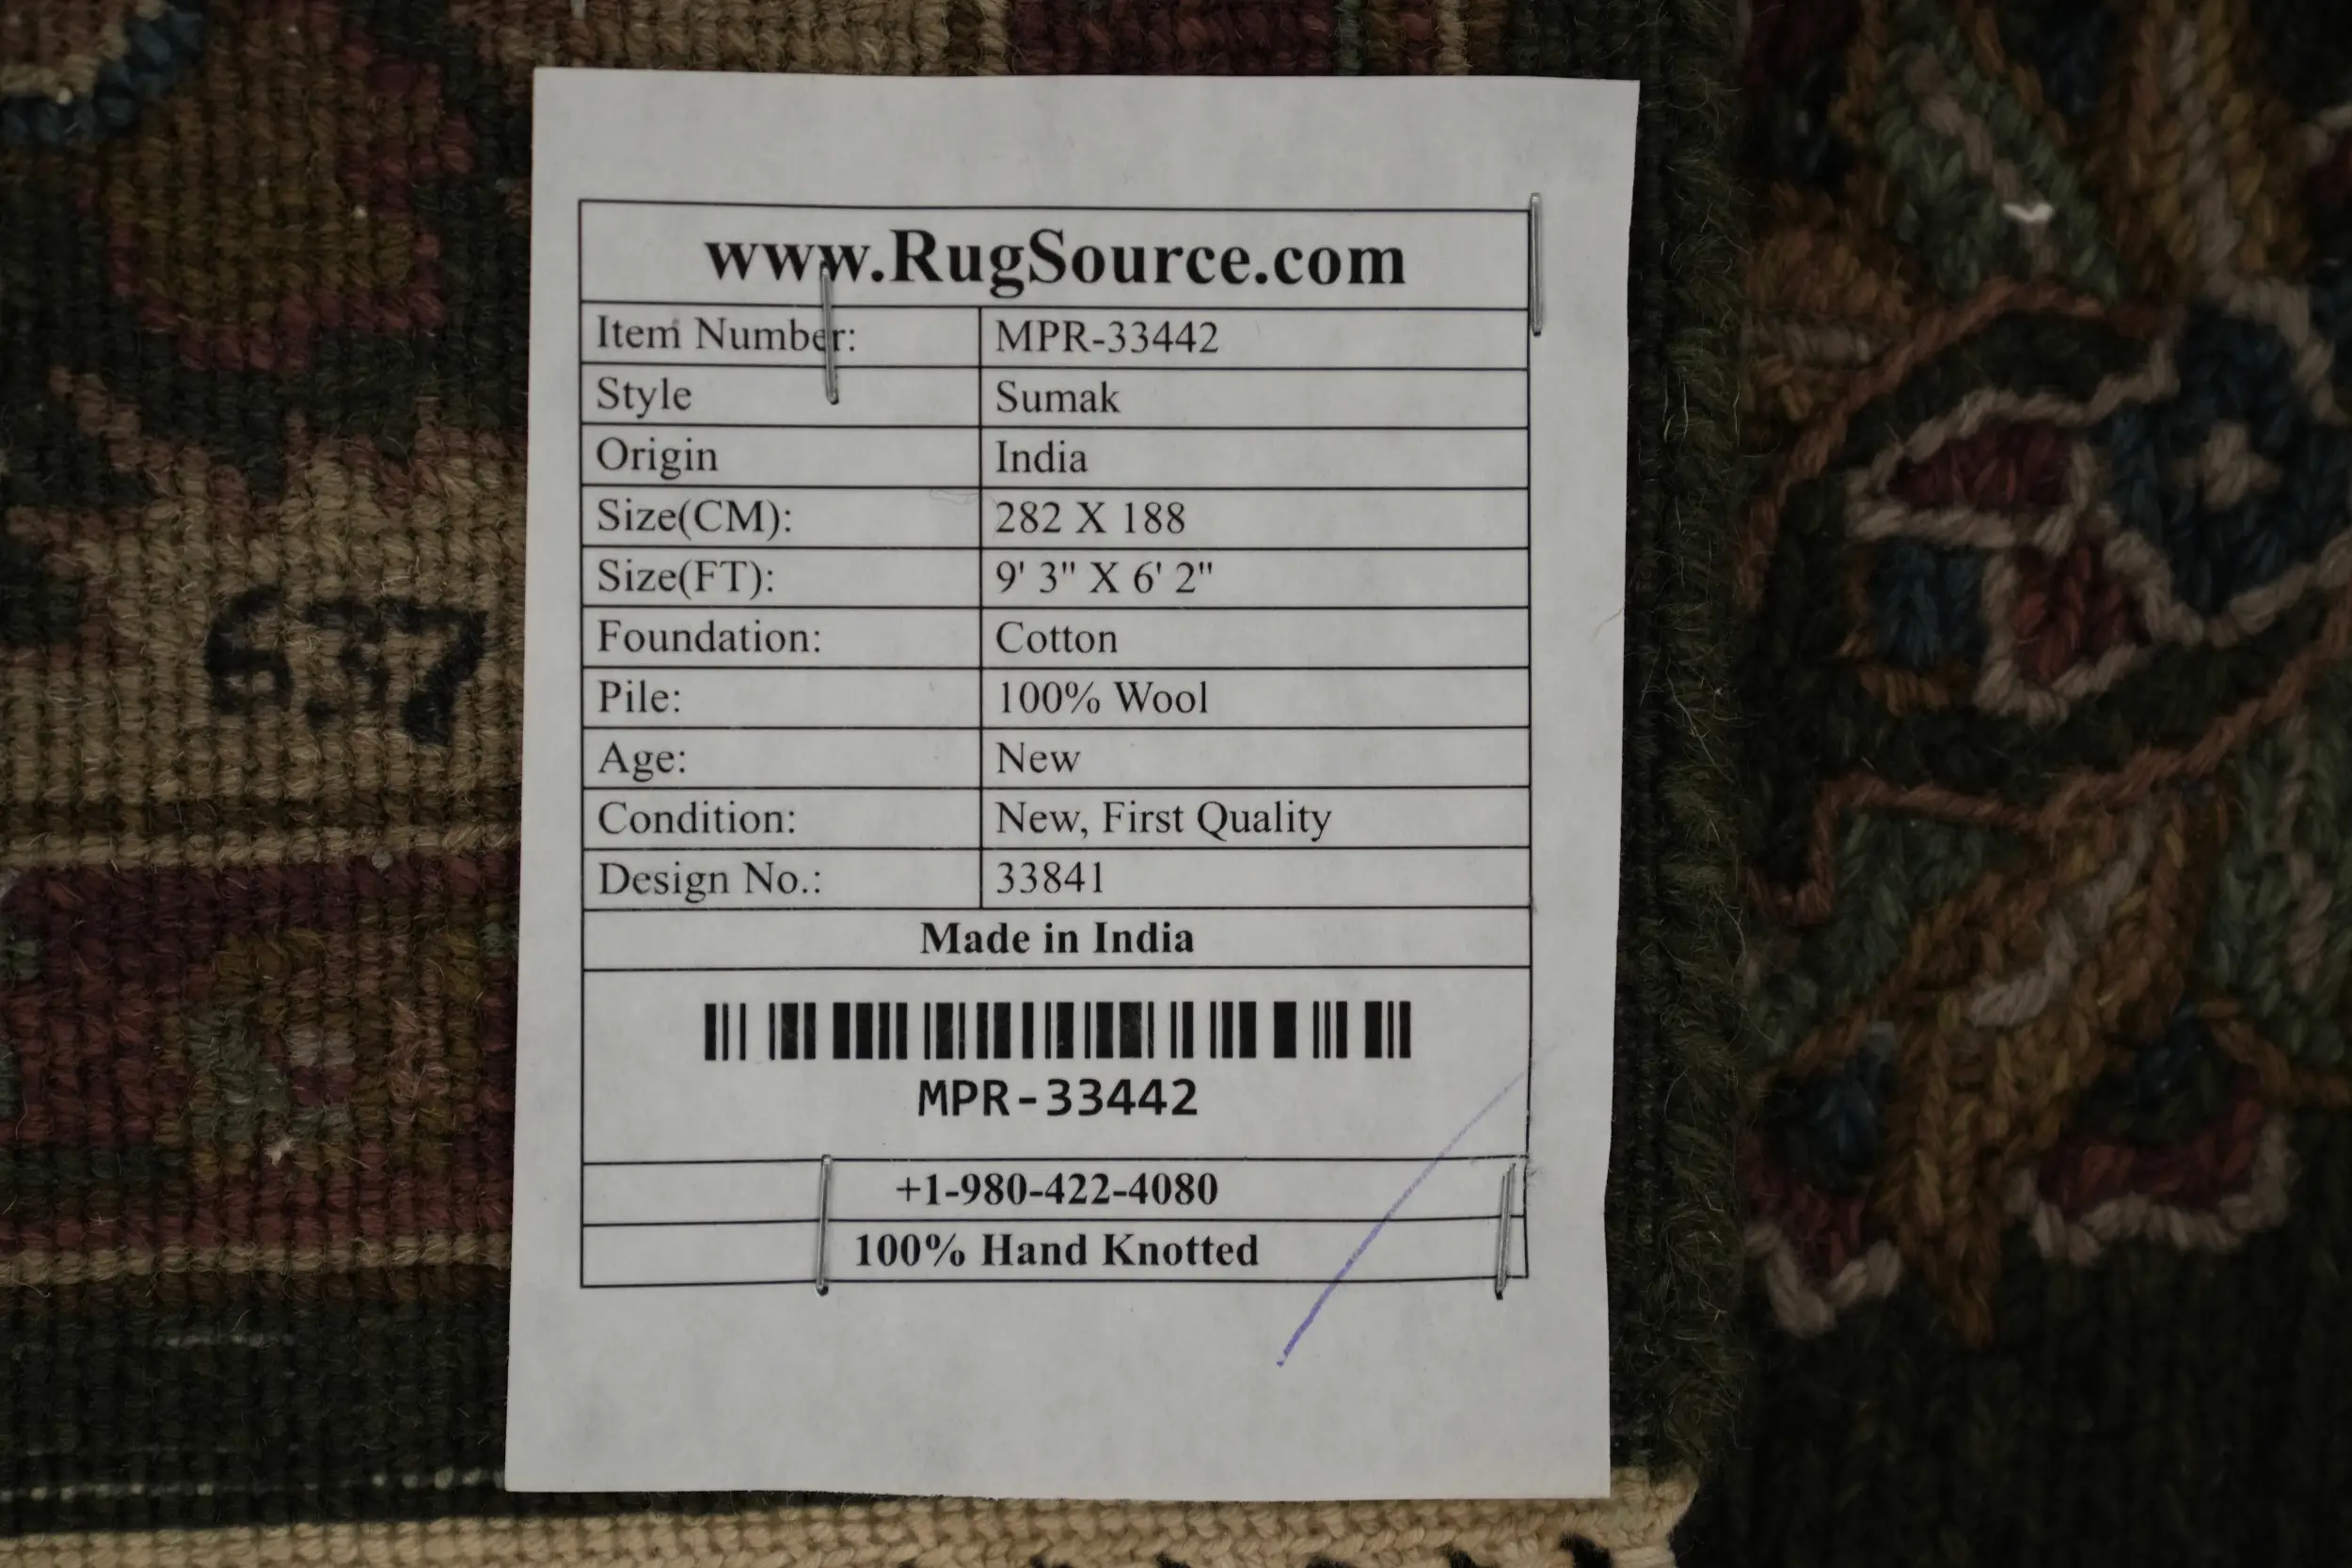 www.RugSource.com
Item Number: MPR-33442
Style Sumak
Origin India
Size(CM): 282 X 188
Size(FT): 9' 3" X 6' 2"
Foundation: Cotton
Pile: 100% Wool
Age: New
Condition: New, First Quality
Design No.: 33841
Made in India
MPR-33442
+1-980-422-4080
100% Hand Knotted
637